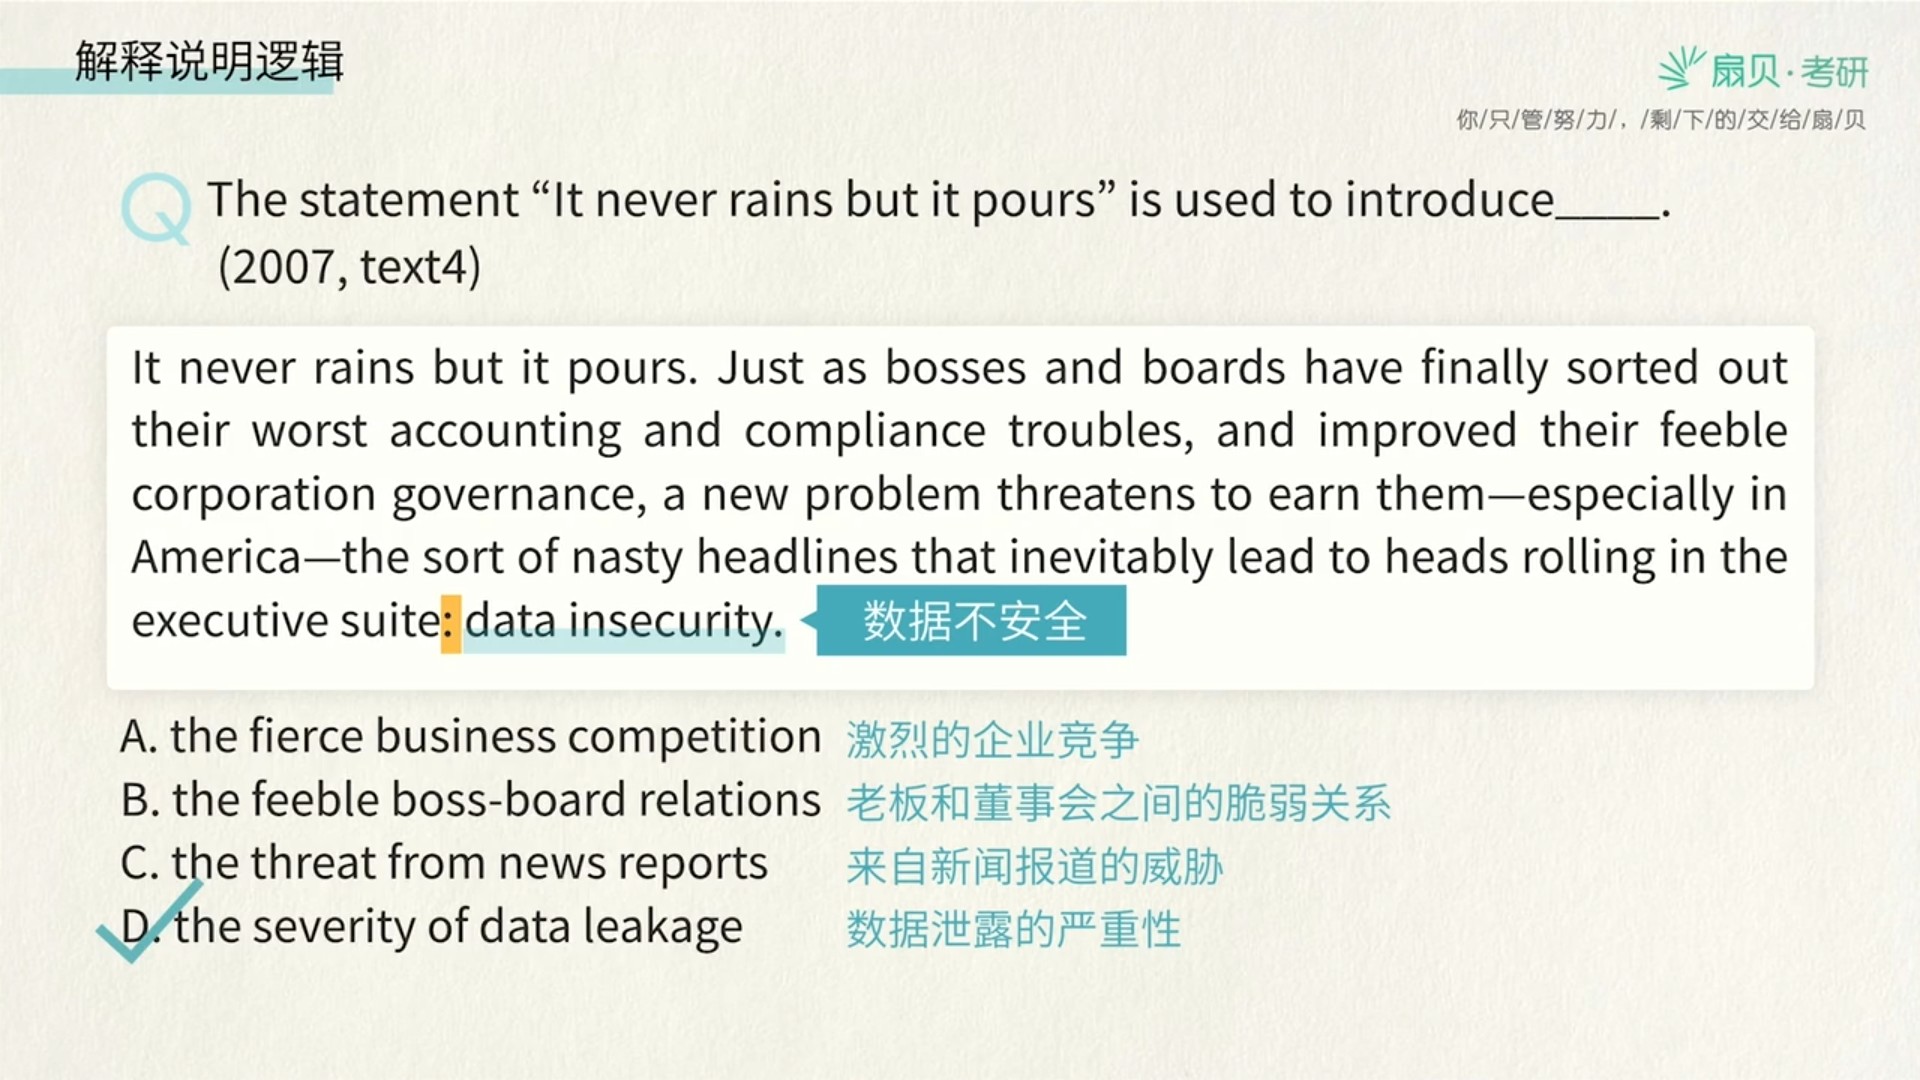 解释说明逻辑
扇贝·考研
你/只/管/努/力/，/剩/下/的/交/给/扇/贝
Q The statement “It never rains but it pours” is used to introduce____.
(2007, text4)
It never rains but it pours. Just as bosses and boards have finally sorted out
their worst accounting and compliance troubles, and improved their feeble
corporation governance, a new problem threatens to earn them—especially in
America—the sort of nasty headlines that inevitably lead to heads rolling in the
executive suite: data insecurity. 数据不安全
A. the fierce business competition 激烈的企业竞争
B. the feeble boss-board relations 老板和董事会之间的脆弱关系
C. the threat from news reports 来自新闻报道的威胁
D. the severity of data leakage 数据泄露的严重性